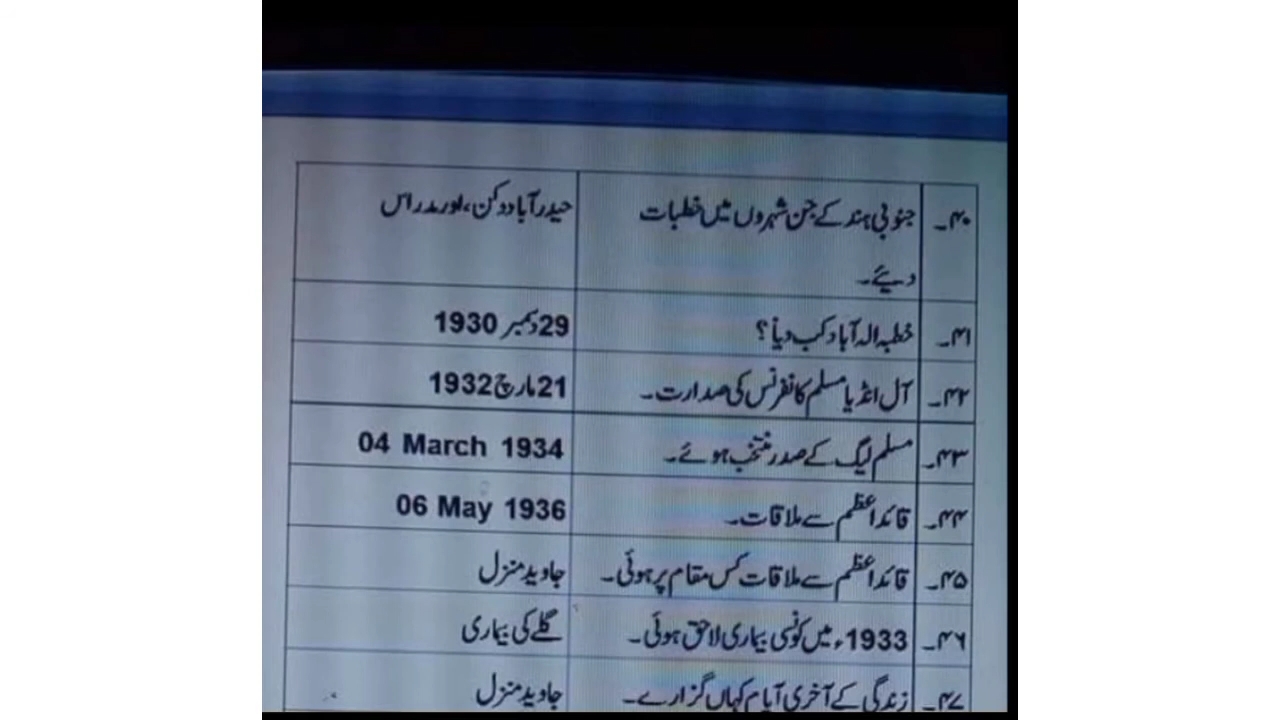 ۴۰۔ جنوبی ہند کے جن شہروں میں خطبات حیدرآباد دکن، اور مدراس
دیئے۔
۴۱۔ خطبہ الہ آباد کب دیا؟ 29 دسمبر 1930
۴۲۔ آل انڈیا مسلم کانفرنس کی صدارت۔ 21 مارچ 1932
۴۳۔ مسلم لیگ کے صدر منتخب ہوئے۔ 04 March 1934
۴۴۔ قائداعظم سے ملاقات۔ 06 May 1936
۴۵۔ قائداعظم سے ملاقات کس مقام پر ہوئی۔ جاوید منزل
۴۶۔ 1933ء میں کونسی بیماری لاحق ہوئی۔ گلے کی بیماری
۴۷۔ زندگی کے آخری آیام کہاں گزارے۔ جاوید منزل